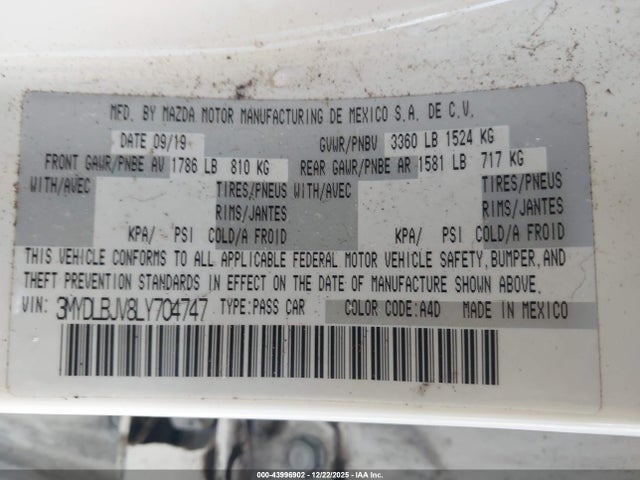 MFD. BY MAZDA MOTOR MANUFACTURING DE MEXICO S.A. DE C.V.
DATE 09/19 GVWR/PNBV 3360 LB 1524 KG
FRONT GAWR/PNBE AV 1786 LB 810 KG REAR GAWR/PNBE AR 1581 LB 717 KG
WITH/AVEC TIRES/PNEUS WITH/AVEC TIRES/PNEUS
RIMS/JANTES RIMS/JANTES
KPA/ PSI COLD/A FROID KPA/ PSI COLD/A FROID
THIS VEHICLE CONFORMS TO ALL APPLICABLE FEDERAL MOTOR VEHICLE SAFETY, BUMPER, AND
THEFT PREVENTION STANDARDS IN EFFECT ON THE DATE OF MANUFACTURE SHOWN ABOVE.
VIN: 3MYDLBJV8LY704747 TYPE:PASS CAR COLOR CODE:A4D MADE IN MEXICO
000-43996902 - 12/22/2025 - IAA Inc.